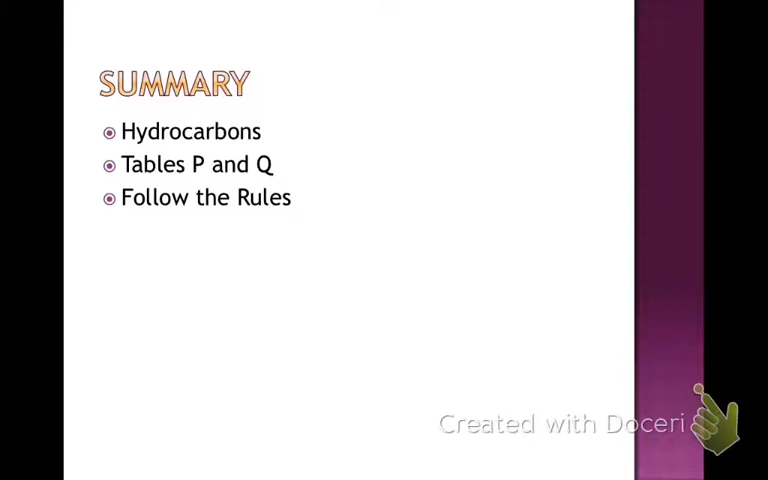 SUMMARY
Hydrocarbons
Tables P and Q
Follow the Rules
Created with Doceri